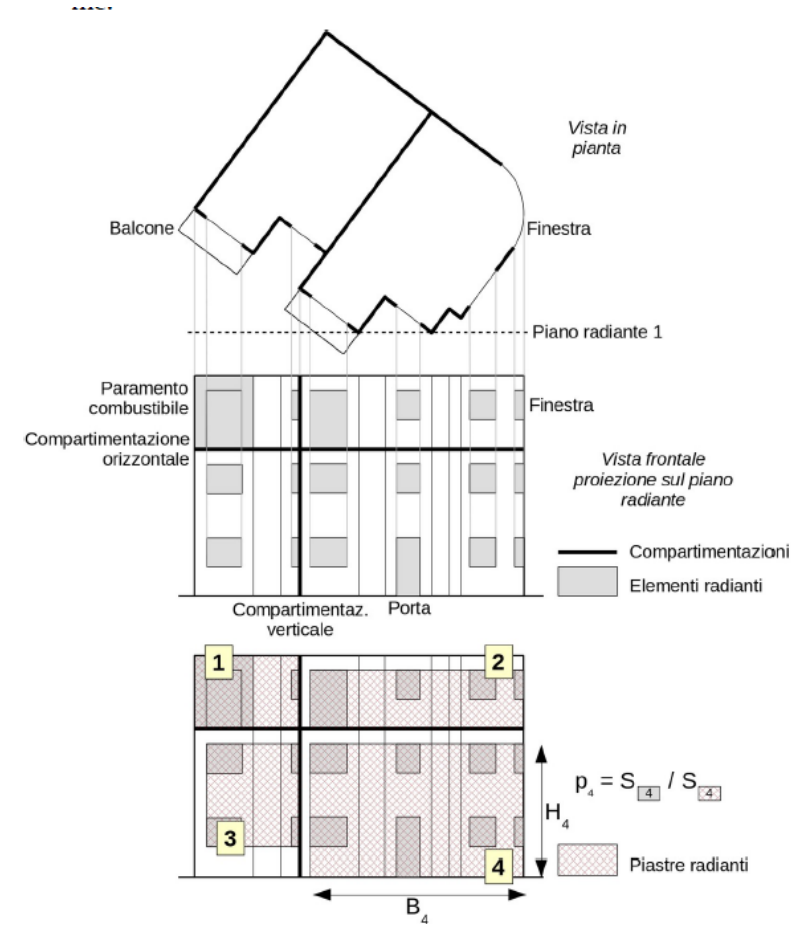 Vista in
pianta
Balcone
Finestra
Piano radiante 1
Paramento
combustibile
Finestra
Compartimentazione
orizzontale
Vista frontale
proiezione sul piano
radiante
Compartimentazioni
Elementi radianti
Compartimentaz.
verticale
Porta
1
2
p4 = S4 / S4
H4
3
4
Piastre radianti
B4